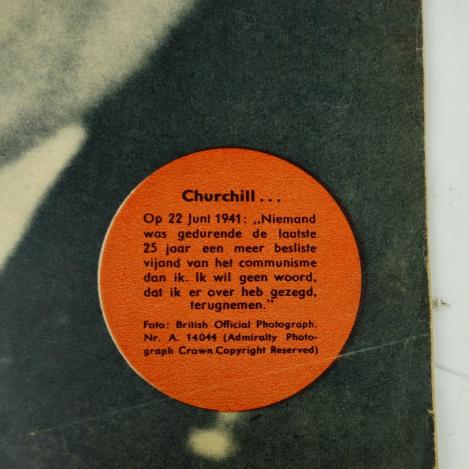 Churchill...
Op 22 Juni 1941: „Niemand
was gedurende de laatste
25 jaar een meer besliste
vijand van het communisme
dan ik. Ik wil geen woord,
dat ik er over heb gezegd,
terugnemen."
Foto: British Official Photograph.
Nr. A. 14044 (Admiralty Photo-
graph Crown Copyright Reserved)